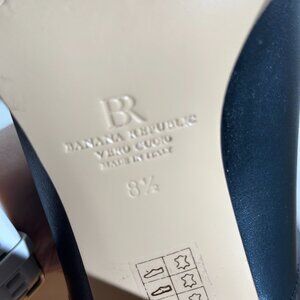 BR
BANANA REPUBLIC
VERO CUOIO
MADE IN ITALY
8½